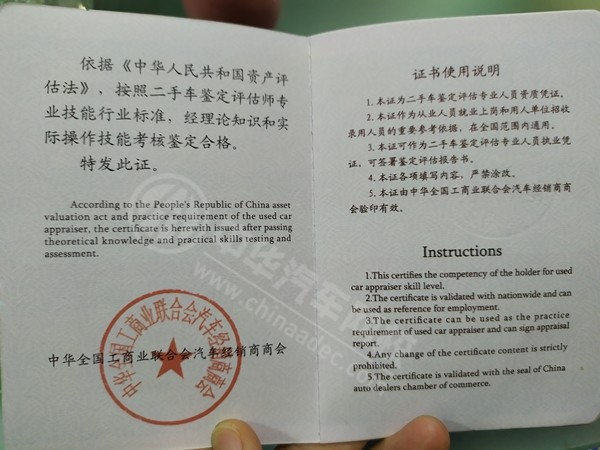 依据《中华人民共和国资产评
估法》，按照二手车鉴定评估师专
业技能行业标准，经理论知识和实
际操作技能考核鉴定合格。
特发此证。
According to the People's Republic of China asset
valuation act and practice requirement of the used car
appraiser, the certificate is herewith issued after passing
theoretical knowledge and practical skills testing and
assessment.
中华全国工商业联合会汽车经销商商会
中华全国工商业联合会汽车经销商商会
证书使用说明
1. 本证为二手车鉴定评估专业人员资质凭证。
2. 本证作为从业人员就业上岗和用人单位招收
录用人员的重要参考依据，在全国范围内通用。
3. 本证可作为二手车鉴定评估专业人员执业凭
证，可签署鉴定评估报告书。
4. 本证各项填写内容，严禁涂改。
5. 本证由中华全国工商业联合会汽车经销商商
会验印有效。
Instructions
1.This certifies the competency of the holder for used
car appraiser skill level.
2.The certificate is validated with nationwide and can
be used as reference for employment.
3.The certificate can be used as the practice
requirement of used car appraiser and can sign appraisal
report.
4.Any change of the certificate content is strictly
prohibited.
5.The certificate is validated with the seal of China
auto dealers chamber of commerce.